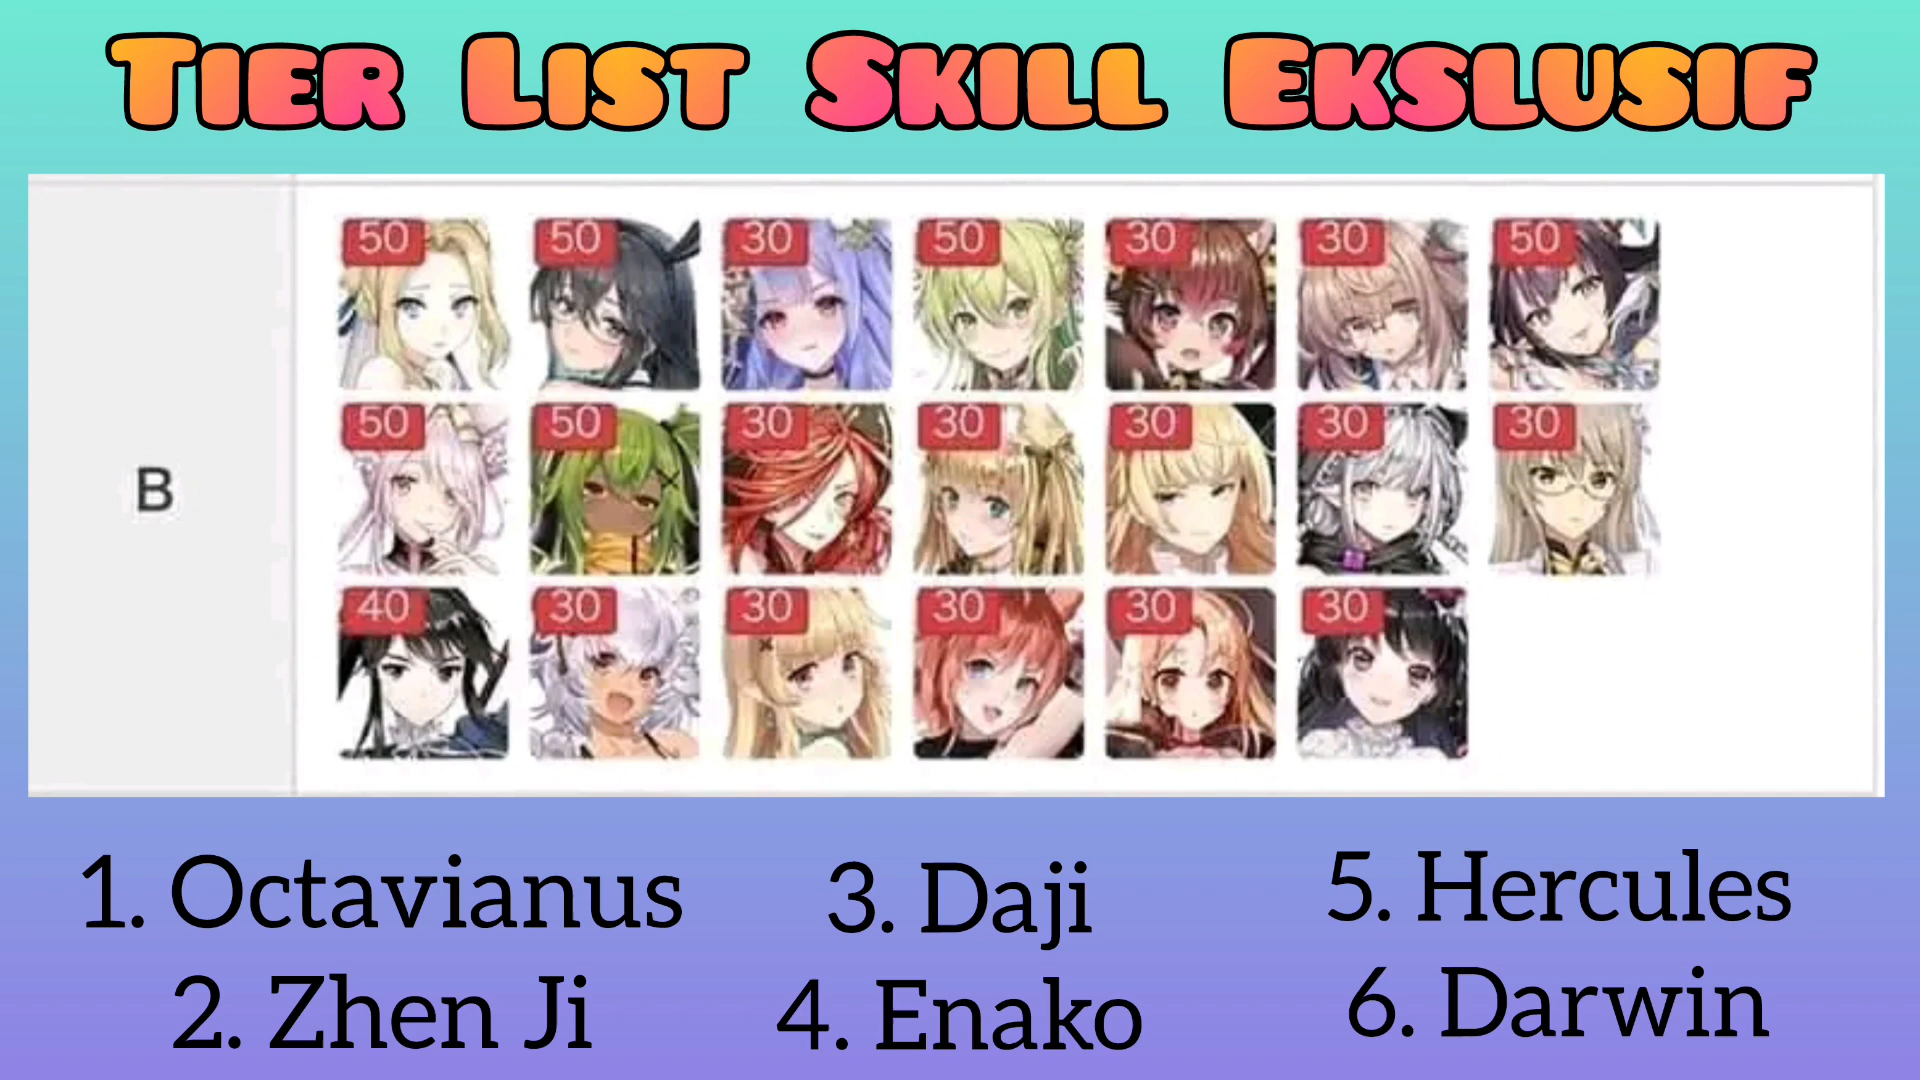 TIER LIST SKILL EKSLUSIF
50 50 30 50 30 30 50
B
50 50 30 30 30 30 30
40 30 30 30 30 30
1. Octavianus
2. Zhen Ji
3. Daji
4. Enako
5. Hercules
6. Darwin